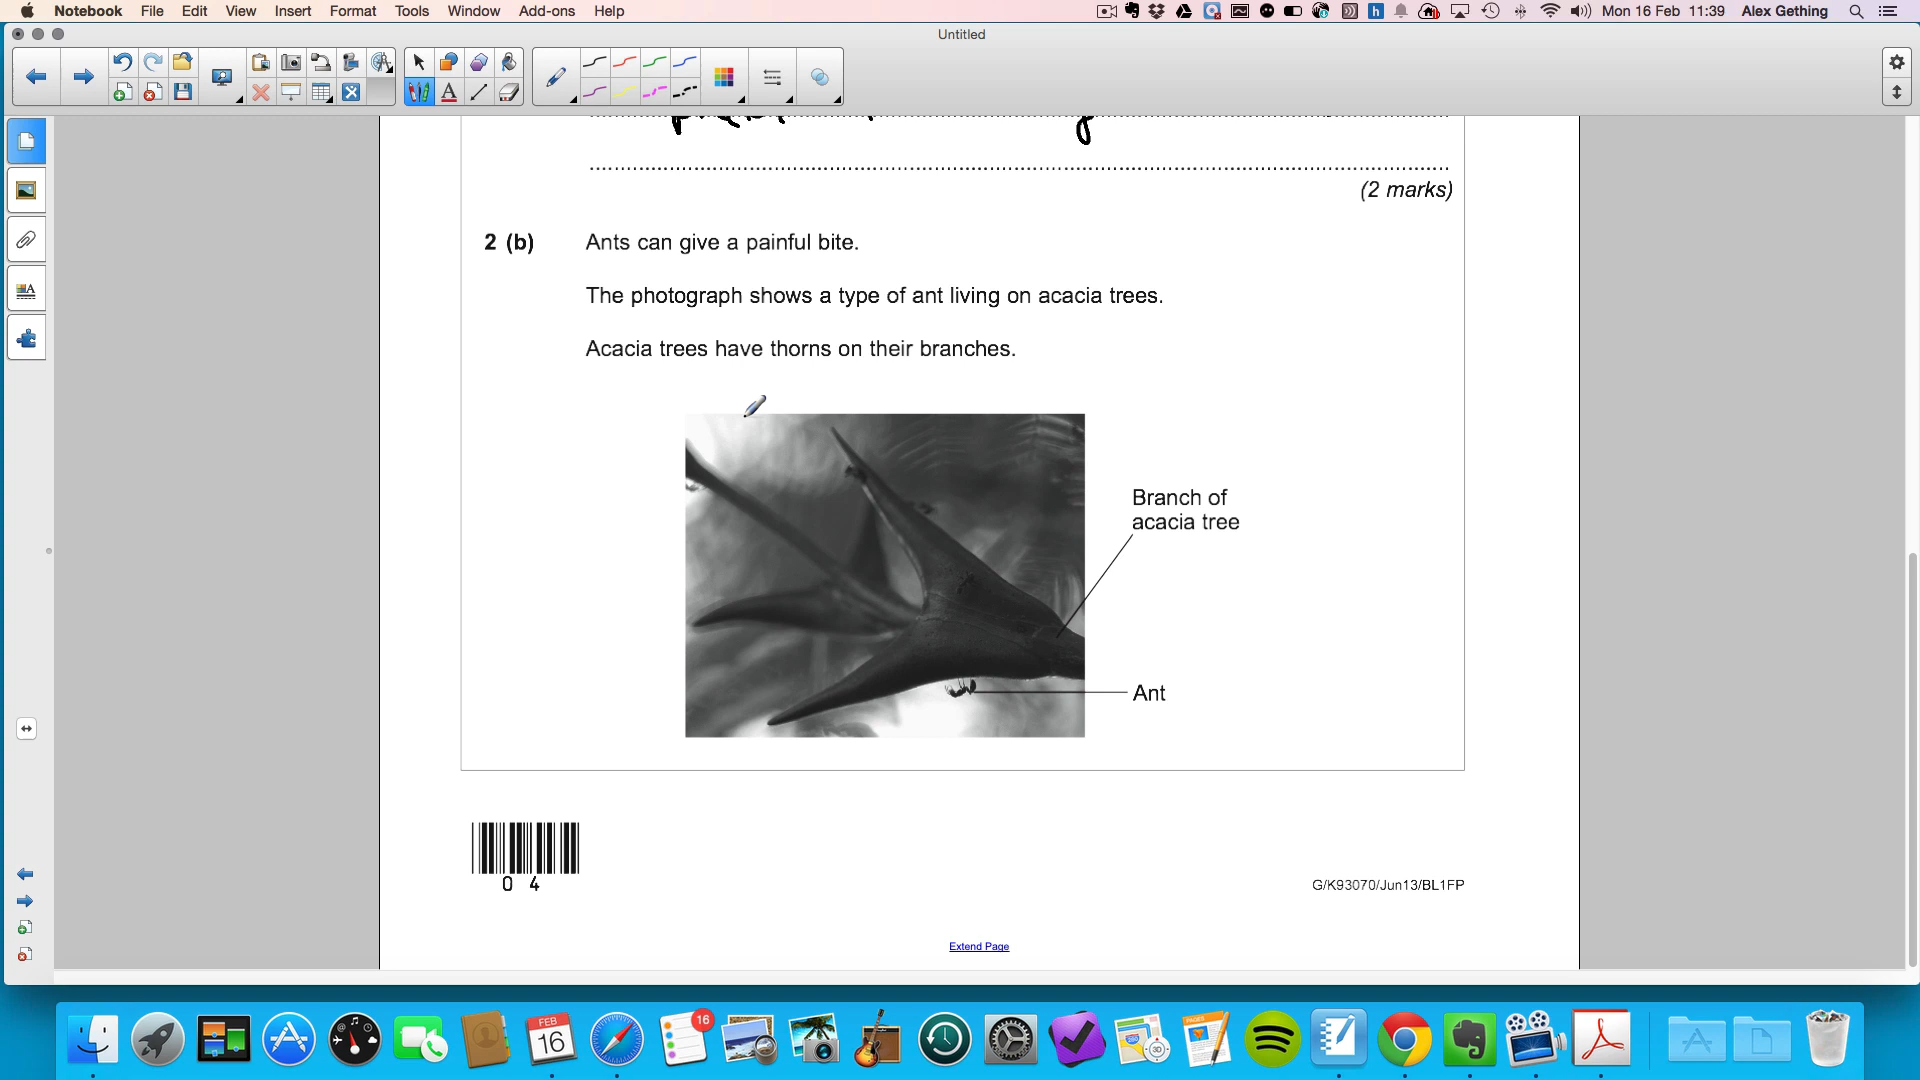 Notebook File Edit View Insert Format Tools Window Add-ons Help Mon 16 Feb 11:39 Alex Gething
Untitled
(2 marks)
2 (b) Ants can give a painful bite.
The photograph shows a type of ant living on acacia trees.
Acacia trees have thorns on their branches.
Branch of
acacia tree
Ant
0 4
G/K93070/Jun13/BL1FP
Extend Page
16
FEB
16